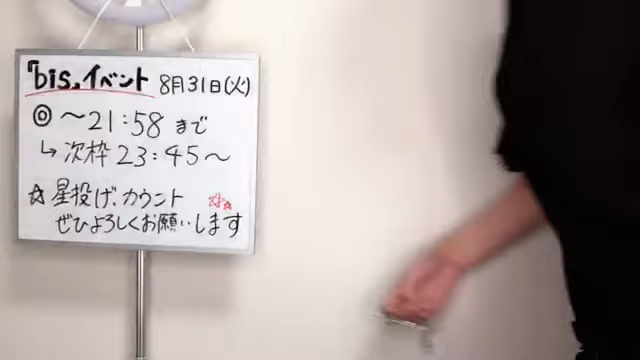 『bis』イベント 8月31日(火)
◎ 〜21:58 まで
↳ 次枠 23:45〜
☆ 星投げ、カウント
ぜひよろしくお願いします